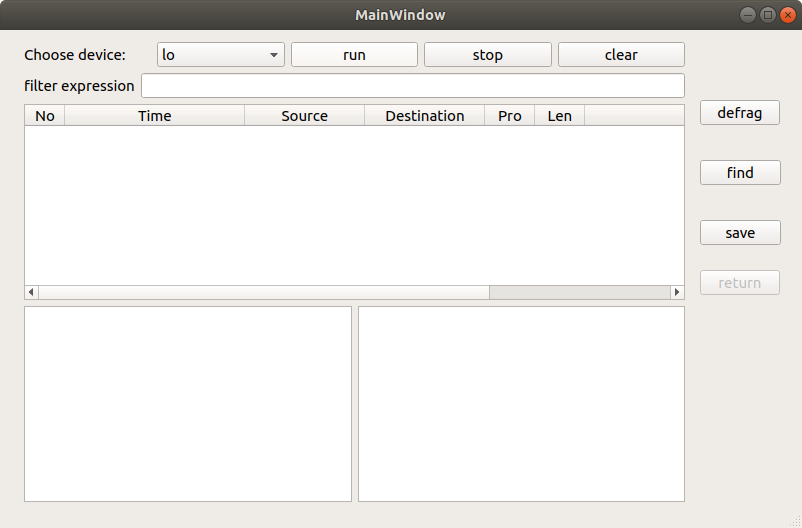 MainWindow
Choose device: lo run stop clear
filter expression
No Time Source Destination Pro Len
defrag
find
save
return